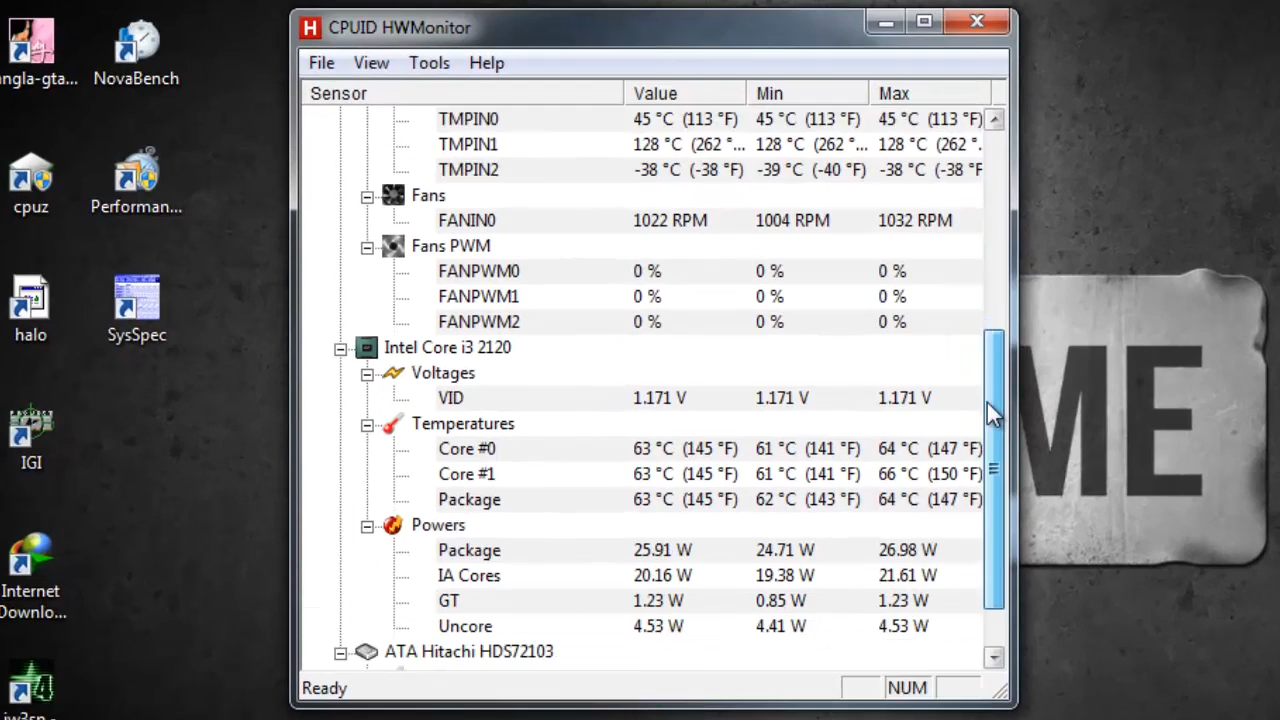 CPUID HWMonitor
File View Tools Help
Sensor Value Min Max
TMPIN0 45 °C (113 °F) 45 °C (113 °F) 45 °C (113 °F)
TMPIN1 128 °C (262 °... 128 °C (262 °... 128 °C (262 °.
TMPIN2 -38 °C (-38 °F) -39 °C (-40 °F) -38 °C (-38 °F
Fans
FANIN0 1022 RPM 1004 RPM 1032 RPM
Fans PWM
FANPWM0 0 % 0 % 0 %
FANPWM1 0 % 0 % 0 %
FANPWM2 0 % 0 % 0 %
Intel Core i3 2120
Voltages
VID 1.171 V 1.171 V 1.171 V
Temperatures
Core #0 63 °C (145 °F) 61 °C (141 °F) 64 °C (147 °F)
Core #1 63 °C (145 °F) 61 °C (141 °F) 66 °C (150 °F)
Package 63 °C (145 °F) 62 °C (143 °F) 64 °C (147 °F)
Powers
Package 25.91 W 24.71 W 26.98 W
IA Cores 20.16 W 19.38 W 21.61 W
GT 1.23 W 0.85 W 1.23 W
Uncore 4.53 W 4.41 W 4.53 W
ATA Hitachi HDS72103
Ready NUM
ngla-gta...
NovaBench
cpuz
Performan...
halo
SysSpec
IGI
Internet
Downlo...
ME